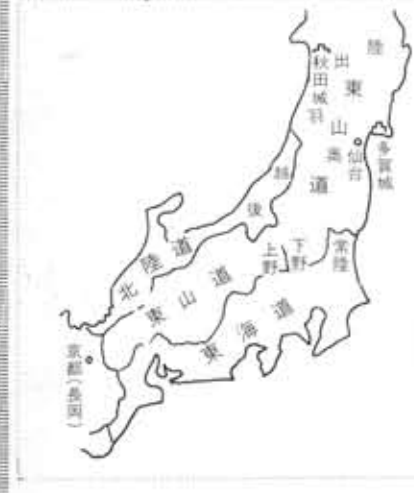 陸奥
出羽
秋田城
東山道
仙台
多賀城
越後
上野
下野
常陸
北陸道
東山道
東海道
京都(長岡)